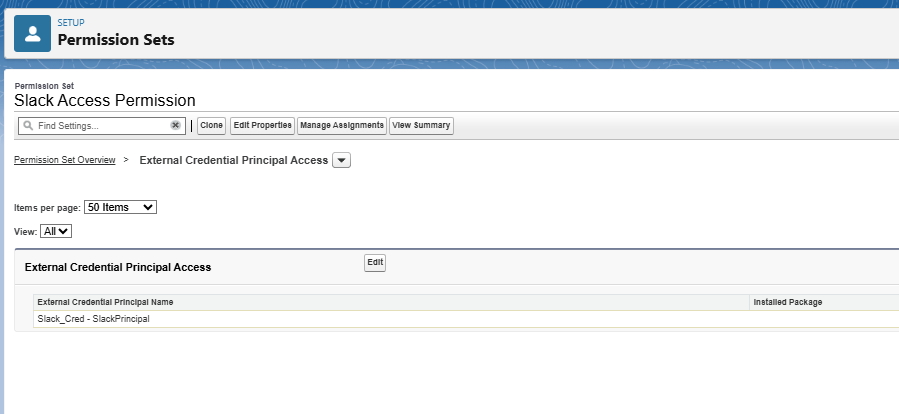 SETUP
Permission Sets
Permission Set
Slack Access Permission
Find Settings... Clone Edit Properties Manage Assignments View Summary
Permission Set Overview > External Credential Principal Access
Items per page: 50 Items
View: All
External Credential Principal Access Edit
External Credential Principal Name Installed Package
Slack_Cred - SlackPrincipal